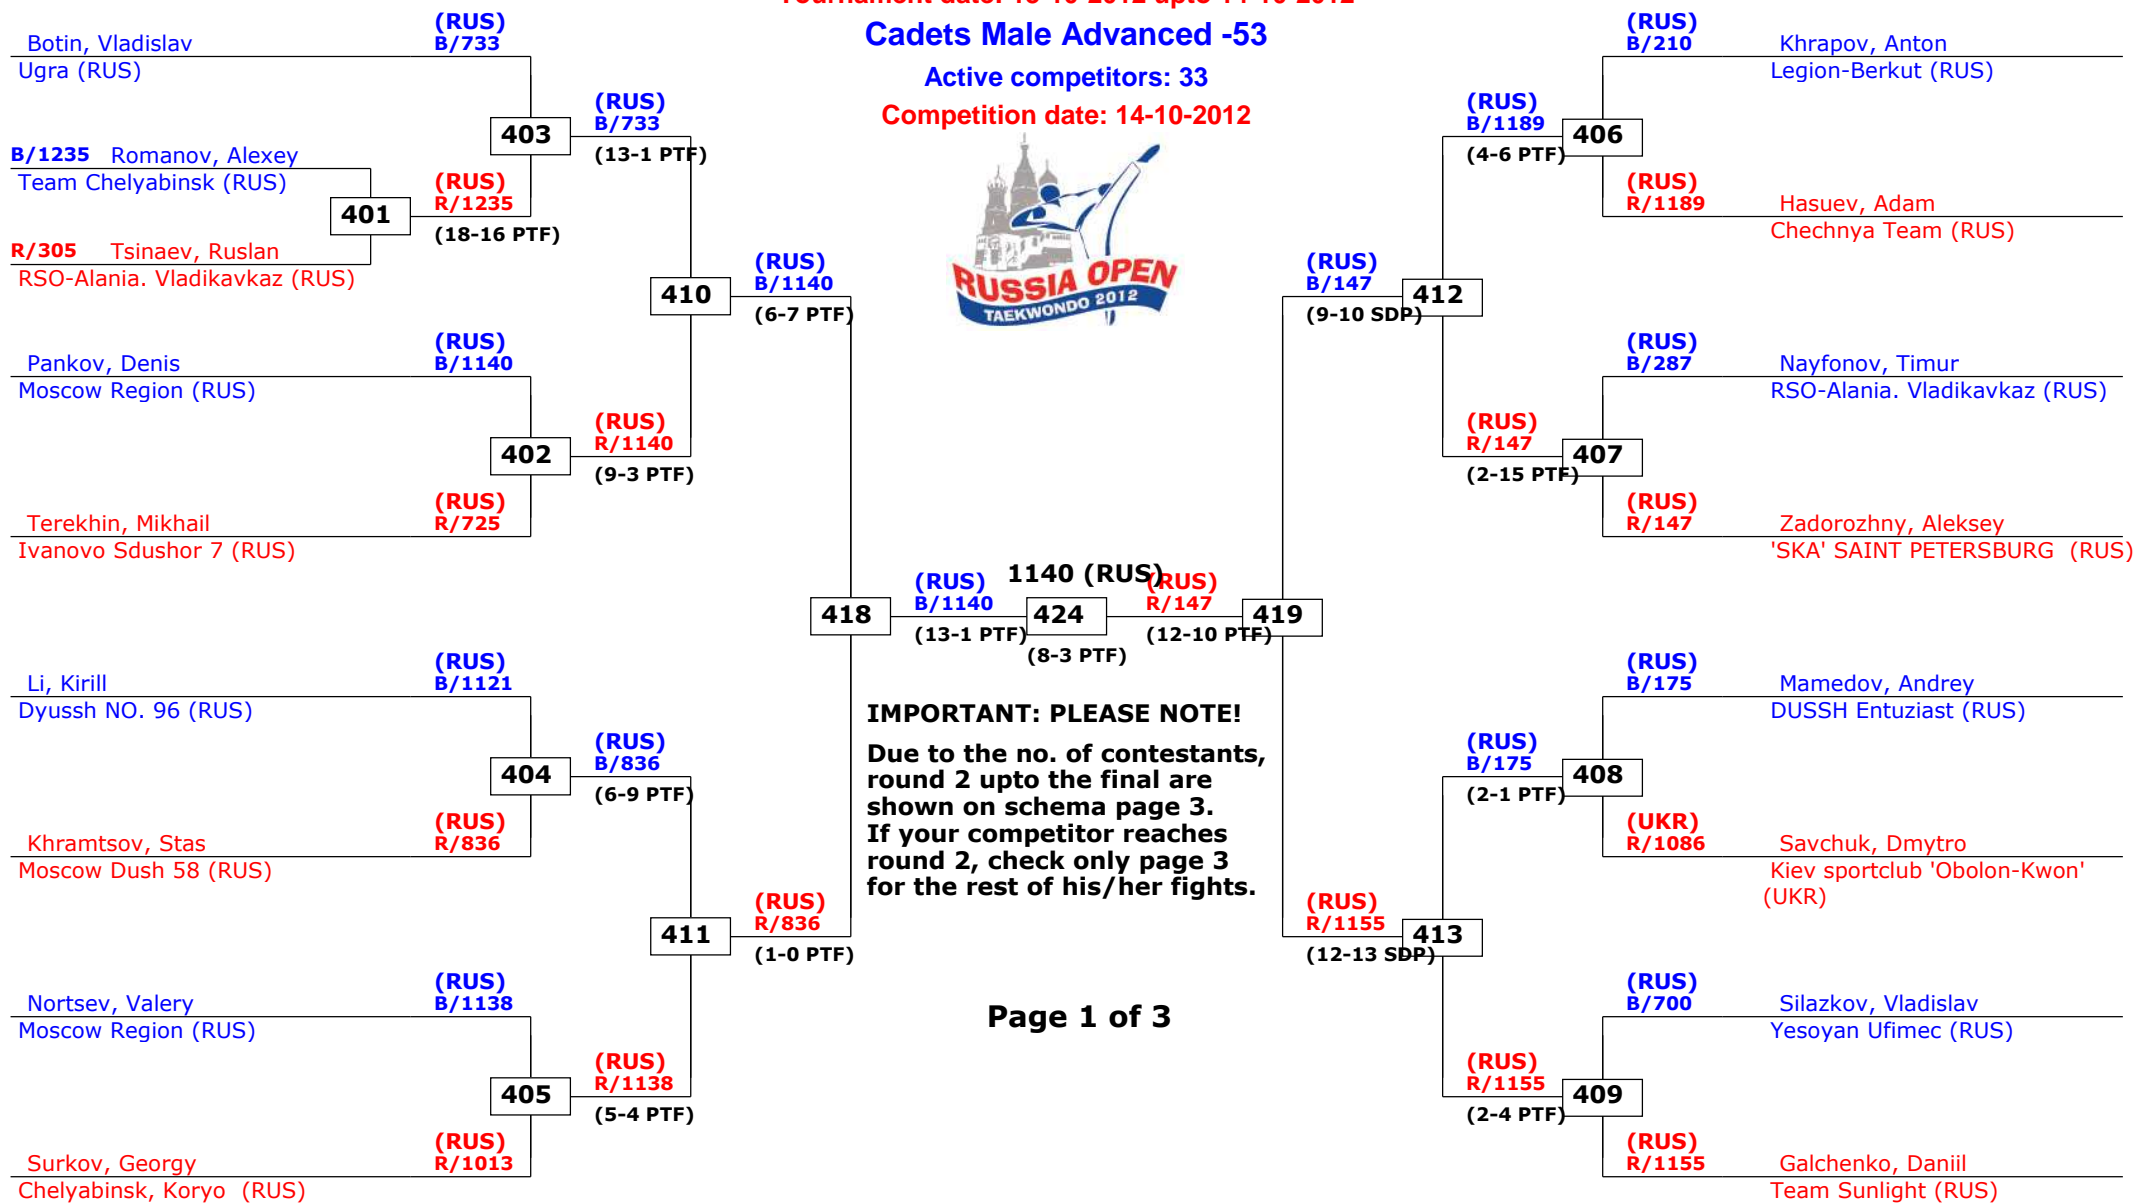 Tournament date: 13-10-2012 upto 14-10-2012
Cadets Male Advanced -53
Active competitors: 33
Competition date: 14-10-2012
RUSSIA OPEN
TAEKWONDO 2012
(RUS)
Botin, Vladislav B/733
Ugra (RUS)
B/1235 Romanov, Alexey
Team Chelyabinsk (RUS)
401
(RUS)
R/1235
(18-16 PTF)
R/305 Tsinaev, Ruslan
RSO-Alania. Vladikavkaz (RUS)
403
(RUS)
B/733
(13-1 PTF)
(RUS)
Pankov, Denis B/1140
Moscow Region (RUS)
402
(RUS)
R/1140
(9-3 PTF)
(RUS)
Terekhin, Mikhail R/725
Ivanovo Sdushor 7 (RUS)
410
(RUS)
B/1140
(6-7 PTF)
(RUS)
Li, Kirill B/1121
Dyussh NO. 96 (RUS)
404
(RUS)
B/836
(6-9 PTF)
(RUS)
Khramtsov, Stas R/836
Moscow Dush 58 (RUS)
411
(RUS)
R/836
(1-0 PTF)
(RUS)
Nortsev, Valery B/1138
Moscow Region (RUS)
405
(RUS)
R/1138
(5-4 PTF)
(RUS)
Surkov, Georgy R/1013
Chelyabinsk, Koryo (RUS)
418
(RUS)
B/1140
(13-1 PTF)
1140 (RUS)
424
(8-3 PTF)
(RUS)
R/147
(12-10 PTF)
419
IMPORTANT: PLEASE NOTE!
Due to the no. of contestants,
round 2 upto the final are
shown on schema page 3.
If your competitor reaches
round 2, check only page 3
for the rest of his/her fights.
Page 1 of 3
(RUS)
B/210 Khrapov, Anton
Legion-Berkut (RUS)
(RUS)
B/1189
(4-6 PTF)
406
(RUS)
R/1189 Hasuev, Adam
Chechnya Team (RUS)
(RUS)
B/147
(9-10 SDP)
412
(RUS)
B/287 Nayfonov, Timur
RSO-Alania. Vladikavkaz (RUS)
(RUS)
R/147
(2-15 PTF)
407
(RUS)
R/147 Zadorozhny, Aleksey
'SKA' SAINT PETERSBURG (RUS)
(RUS)
B/175 Mamedov, Andrey
DUSSH Entuziast (RUS)
(RUS)
B/175
(2-1 PTF)
408
(UKR)
R/1086 Savchuk, Dmytro
Kiev sportclub 'Obolon-Kwon'
(UKR)
(RUS)
R/1155
(12-13 SDP)
413
(RUS)
B/700 Silazkov, Vladislav
Yesoyan Ufimec (RUS)
(RUS)
R/1155
(2-4 PTF)
409
(RUS)
R/1155 Galchenko, Daniil
Team Sunlight (RUS)